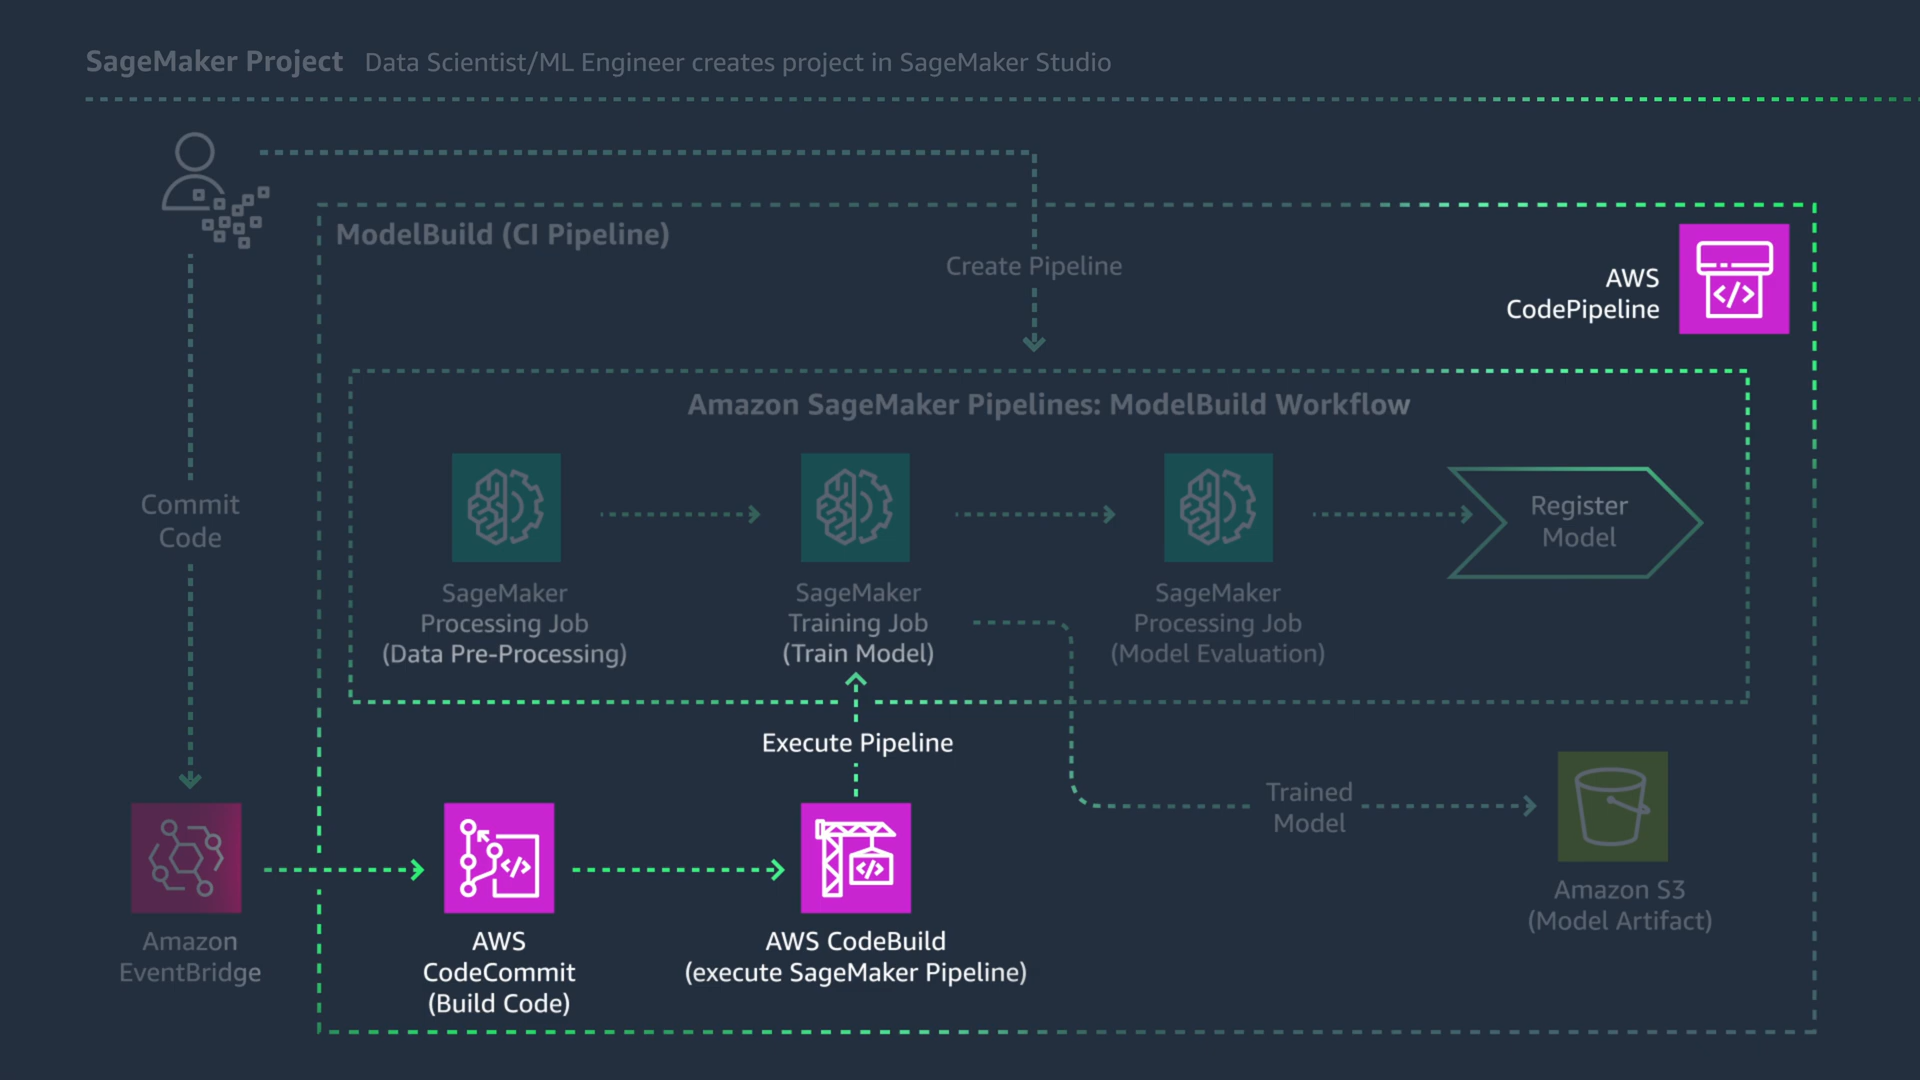 SageMaker Project Data Scientist/ML Engineer creates project in SageMaker Studio
ModelBuild (CI Pipeline)
Create Pipeline
AWS
CodePipeline
Amazon SageMaker Pipelines: ModelBuild Workflow
Commit
Code
SageMaker
Processing Job
(Data Pre-Processing)
SageMaker
Training Job
(Train Model)
SageMaker
Processing Job
(Model Evaluation)
Register
Model
Execute Pipeline
Trained
Model
Amazon
EventBridge
AWS
CodeCommit
(Build Code)
AWS CodeBuild
(execute SageMaker Pipeline)
Amazon S3
(Model Artifact)